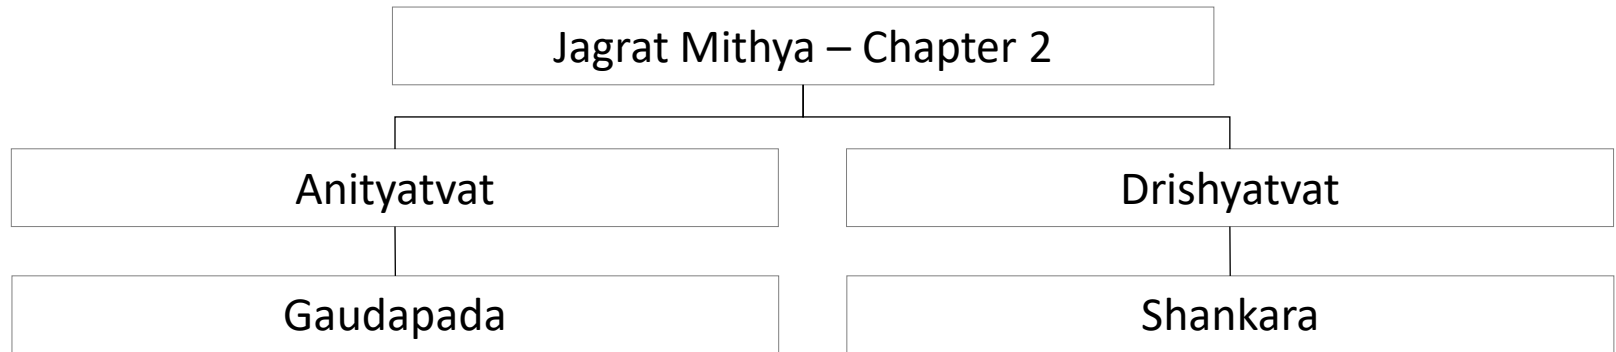 Jagrat Mithya – Chapter 2
Anityatvat
Drishyatvat
Gaudapada
Shankara